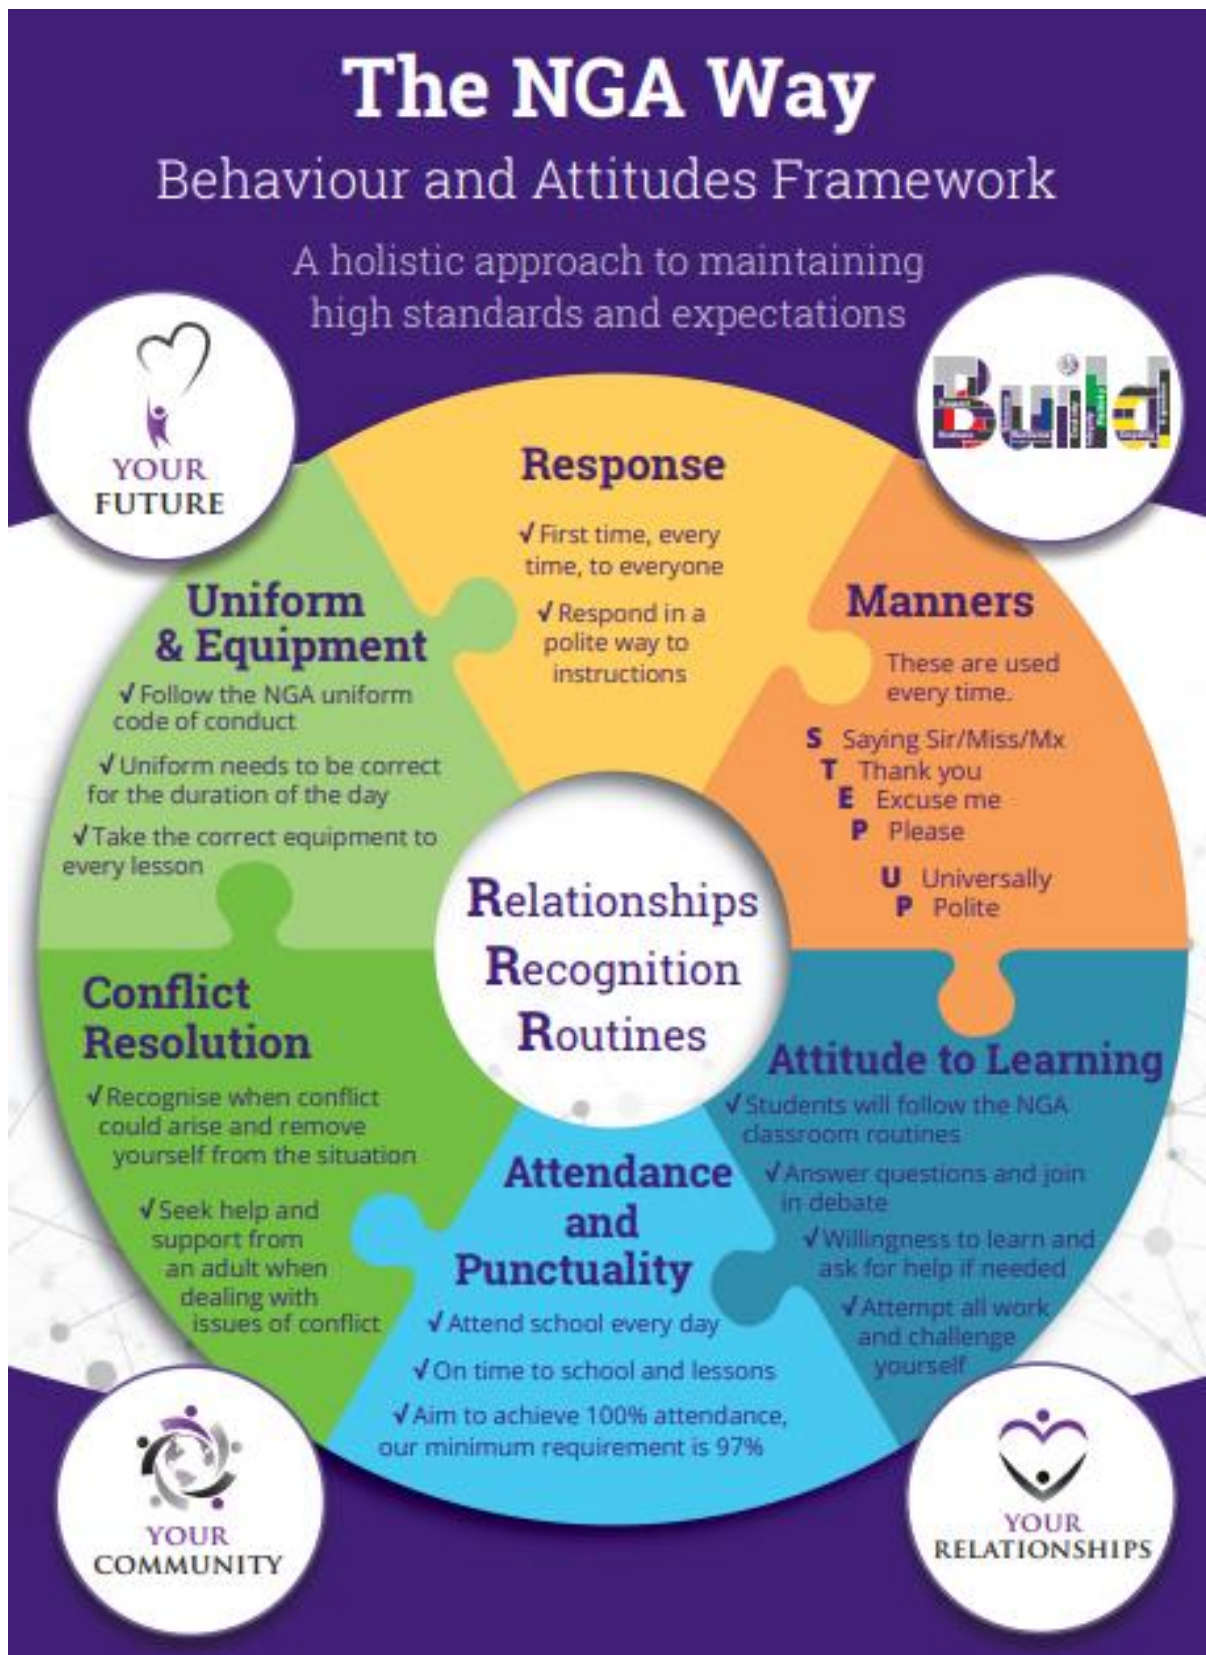 The NGA Way
Behaviour and Attitudes Framework
A holistic approach to maintaining
high standards and expectations
YOUR
FUTURE
Build
Response
√ First time, every
time, to everyone
√ Respond in a
polite way to
instructions
Manners
These are used
every time.
S Saying Sir/Miss/Mx
T Thank you
E Excuse me
P Please
U Universally
P Polite
Attitude to Learning
√ Students will follow the NGA
classroom routines
√ Answer questions and join
in debate
√ Willingness to learn and
ask for help if needed
√ Attempt all work
and challenge
yourself
Attendance
and
Punctuality
√ Attend school every day
√ On time to school and lessons
√ Aim to achieve 100% attendance,
our minimum requirement is 97%
Conflict
Resolution
√ Recognise when conflict
could arise and remove
yourself from the situation
√ Seek help and
support from
an adult when
dealing with
issues of conflict
Uniform
& Equipment
√ Follow the NGA uniform
code of conduct
√ Uniform needs to be correct
for the duration of the day
√ Take the correct equipment to
every lesson
Relationships
Recognition
Routines
YOUR
COMMUNITY
YOUR
RELATIONSHIPS